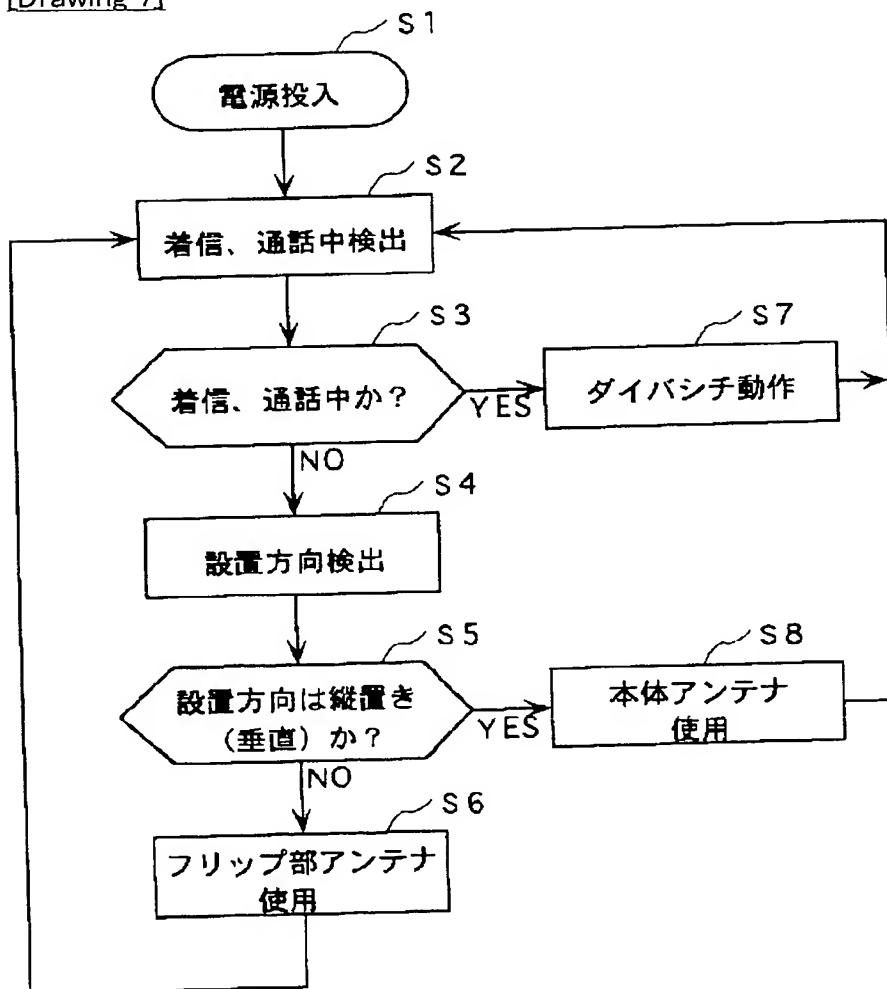 [Drawing 7]
S1
電源投入
S2
着信、通話中検出
S3
着信、通話中か?
YES
NO
S7
ダイバシチ動作
S4
設置方向検出
S5
設置方向は縦置き
(垂直)か?
YES
NO
S8
本体アンテナ
使用
S6
フリップ部アンテナ
使用